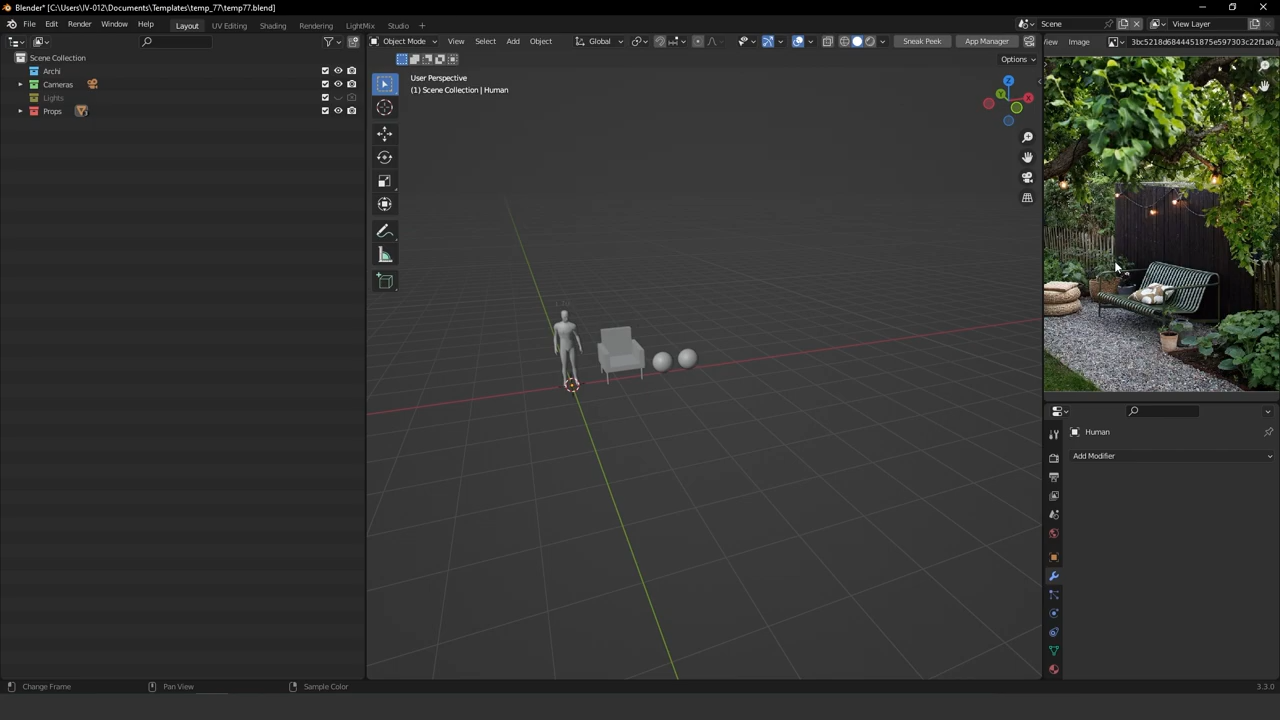 Blender* [C:\Users\IV-012\Documents\Templates\temp_77\temp77.blend]
File Edit Render Window Help Layout UV Editing Shading Rendering LightMix Studio + Scene View Layer
Object Mode View Select Add Object Global Sneak Peek App Manager View Image 3bc5218d6844451875e597303c22f1a0.j
Options
Scene Collection
Archi
Cameras
Lights
Props
User Perspective
(1) Scene Collection | Human
Z
Y
X
Human
Add Modifier
Change Frame Pan View Sample Color 3.3.0